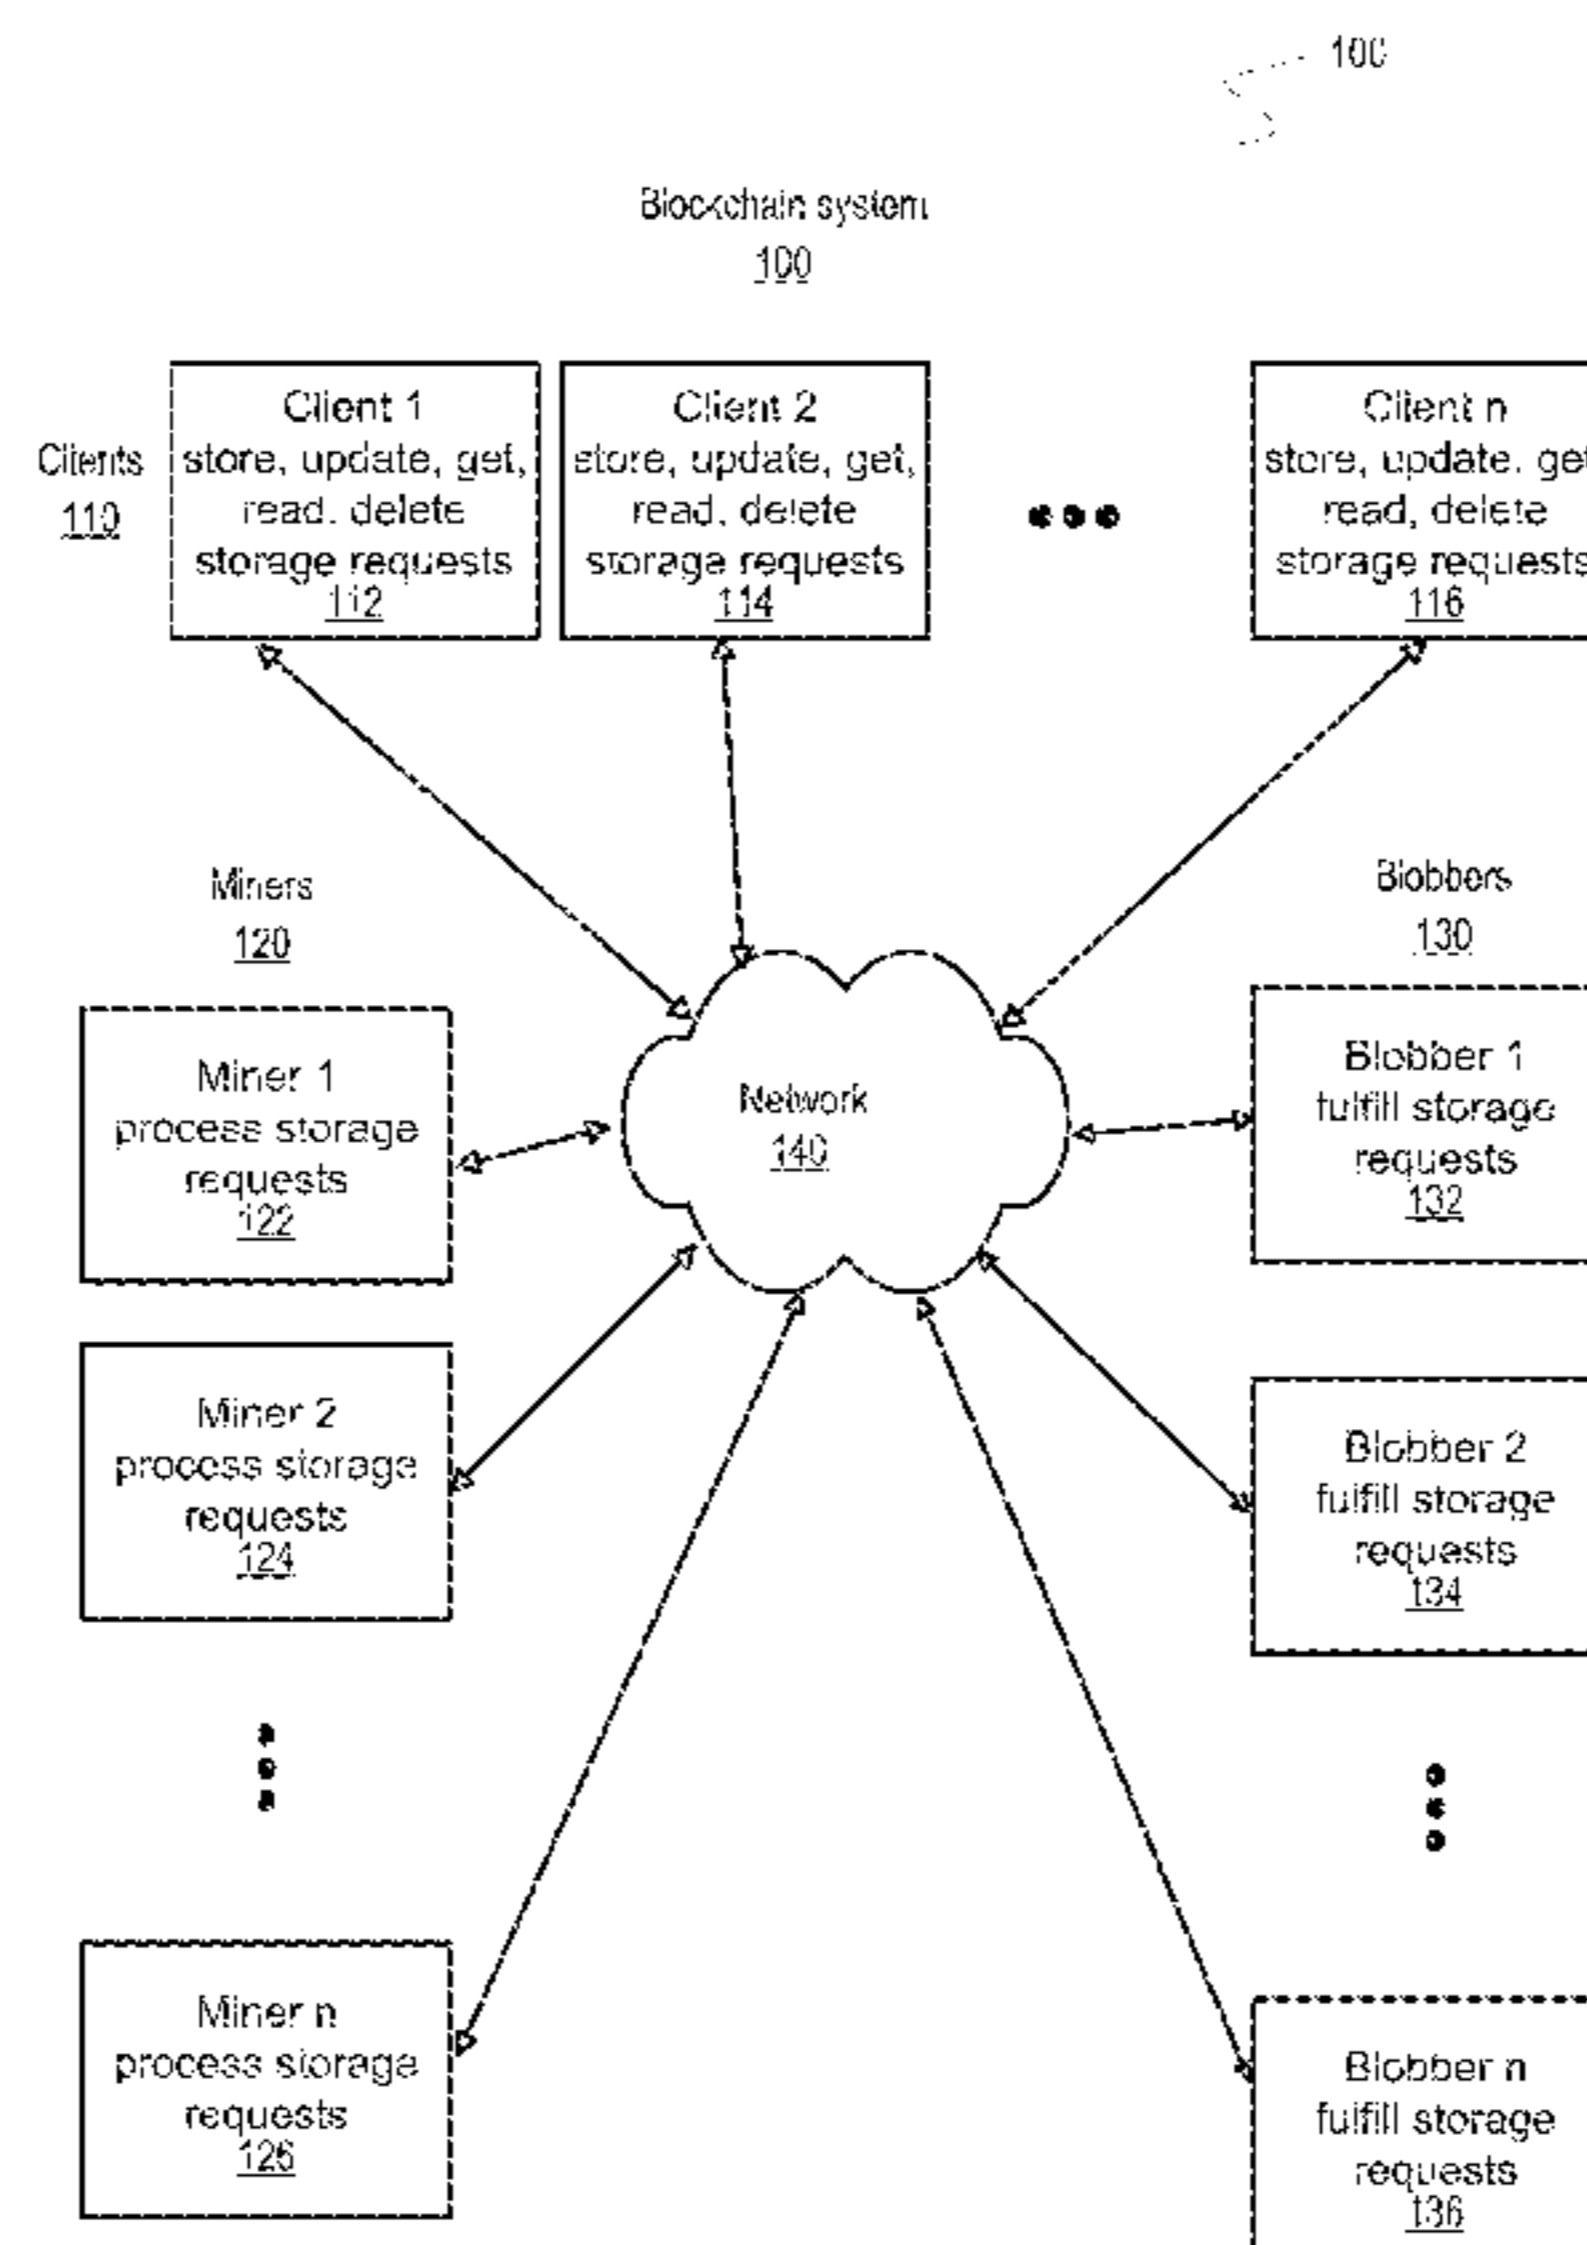 100
Blockchain system
100
Clients
110
Client 1
store, update, get,
read, delete
storage requests
112
Client 2
store, update, get,
read, delete
storage requests
114
Client n
store, update, get
read, delete
storage requests
116
Miners
120
Blobbers
130
Miner 1
process storage
requests
122
Network
140
Blobber 1
fulfill storage
requests
132
Miner 2
process storage
requests
124
Blobber 2
fulfill storage
requests
134
Miner n
process storage
requests
126
Blobber n
fulfill storage
requests
136